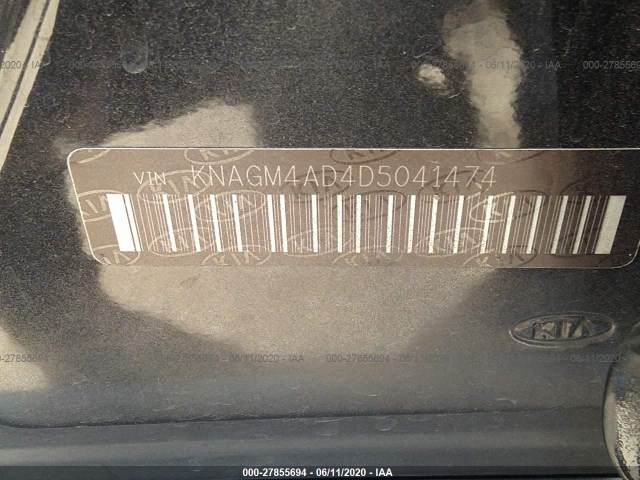 VIN KNAGM4AD4D5041474
KIA
000-27855694 - 06/11/2020 - IAA